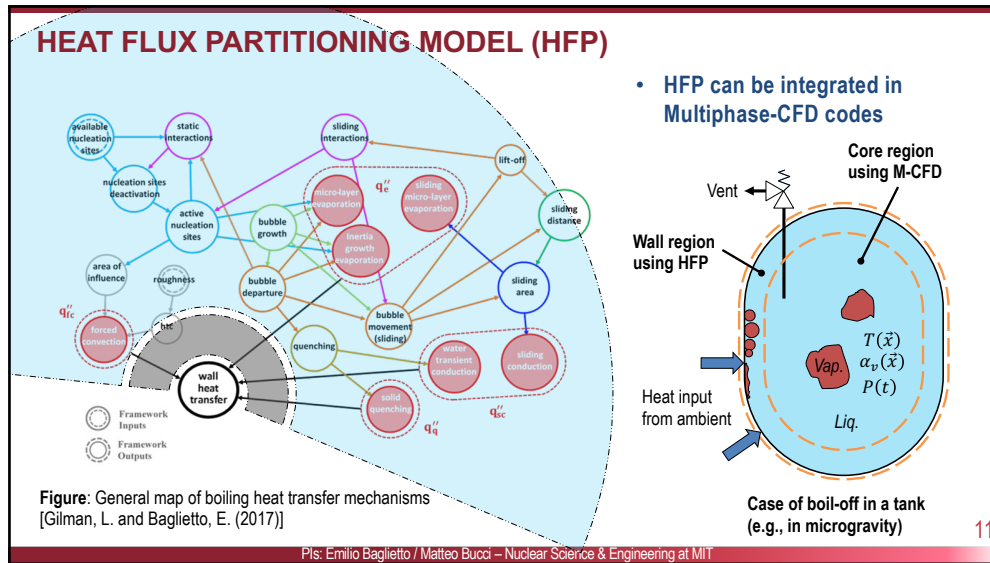 HEAT FLUX PARTITIONING MODEL (HFP)
• HFP can be integrated in
Multiphase-CFD codes
available
nucleation
sites
static
interactions
sliding
interactions
lift-off
nucleation sites
deactivation
micro-layer
evaporation
q″e
sliding
micro-layer
evaporation
active
nucleation
sites
bubble
growth
Inertia
growth
evaporation
sliding
distance
area of
influence
roughness
bubble
departure
sliding
area
q″fc
forced
convection
htc
bubble
movement
(sliding)
quenching
water
transient
conduction
sliding
conduction
wall
heat
transfer
solid
quenching
q″sc
q″q
Framework
Inputs
Framework
Outputs
Figure: General map of boiling heat transfer mechanisms
[Gilman, L. and Baglietto, E. (2017)]
Core region
using M-CFD
Vent
Wall region
using HFP
T(x⃗)
αv(x⃗)
P(t)
Vap.
Liq.
Heat input
from ambient
Case of boil-off in a tank
(e.g., in microgravity)
11
PIs: Emilio Baglietto / Matteo Bucci – Nuclear Science & Engineering at MIT